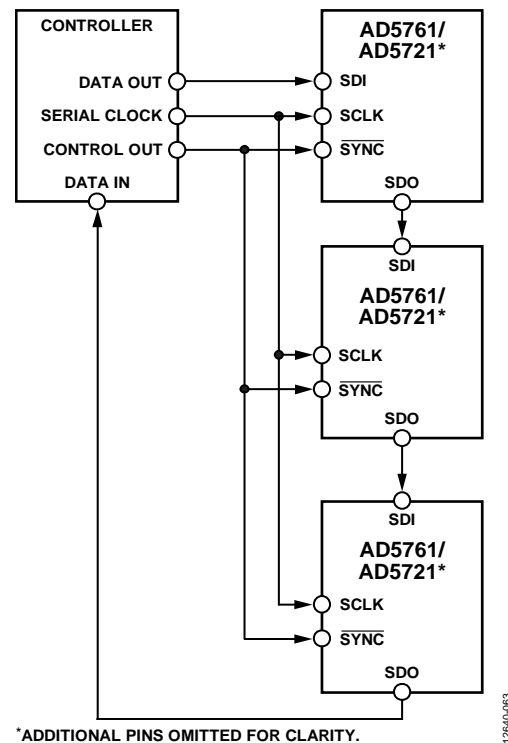 CONTROLLER
DATA OUT
SERIAL CLOCK
CONTROL OUT
DATA IN
AD5761/
AD5721*
SDI
SCLK
SYNC
SDO
SDI
AD5761/
AD5721*
SCLK
SYNC
SDO
SDI
AD5761/
AD5721*
SCLK
SYNC
SDO
*ADDITIONAL PINS OMITTED FOR CLARITY.
12640-063